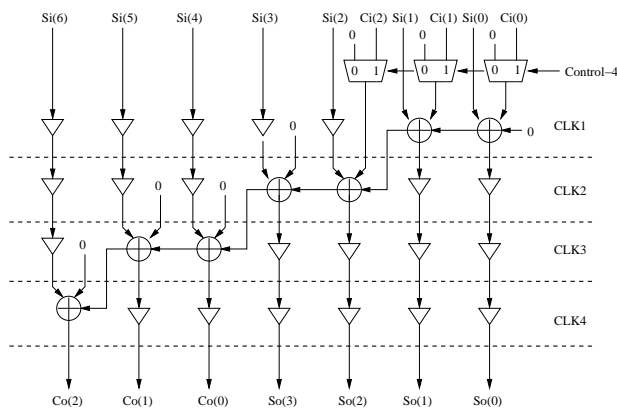 Si(6) Si(5) Si(4) Si(3) Si(2) Ci(2) Si(1) Ci(1) Si(0) Ci(0)
0 0 0
0 1 0 1 0 1 Control-4
0 0 CLK1
0 0 0 CLK2
0 CLK3
CLK4
Co(2) Co(1) Co(0) So(3) So(2) So(1) So(0)